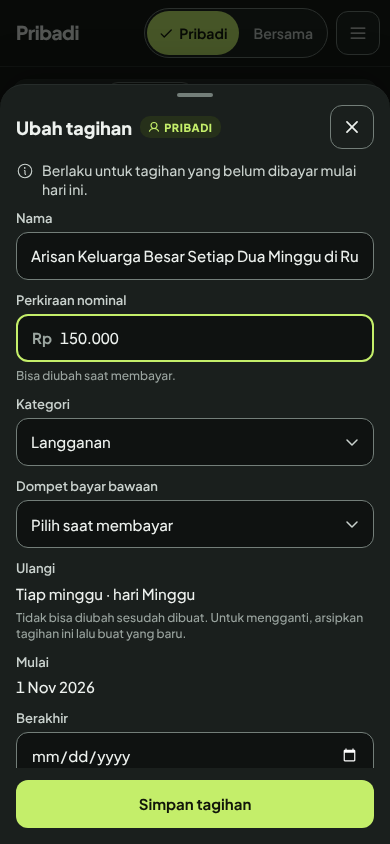 Pribadi
Pribadi
Bersama
Ubah tagihan
PRIBADI
Berlaku untuk tagihan yang belum dibayar mulai
hari ini.
Nama
Arisan Keluarga Besar Setiap Dua Minggu di Ru
Perkiraan nominal
Rp 150.000
Bisa diubah saat membayar.
Kategori
Langganan
Dompet bayar bawaan
Pilih saat membayar
Ulangi
Tiap minggu · hari Minggu
Tidak bisa diubah sesudah dibuat. Untuk mengganti, arsipkan
tagihan ini lalu buat yang baru.
Mulai
1 Nov 2026
Berakhir
mm/dd/yyyy
Simpan tagihan